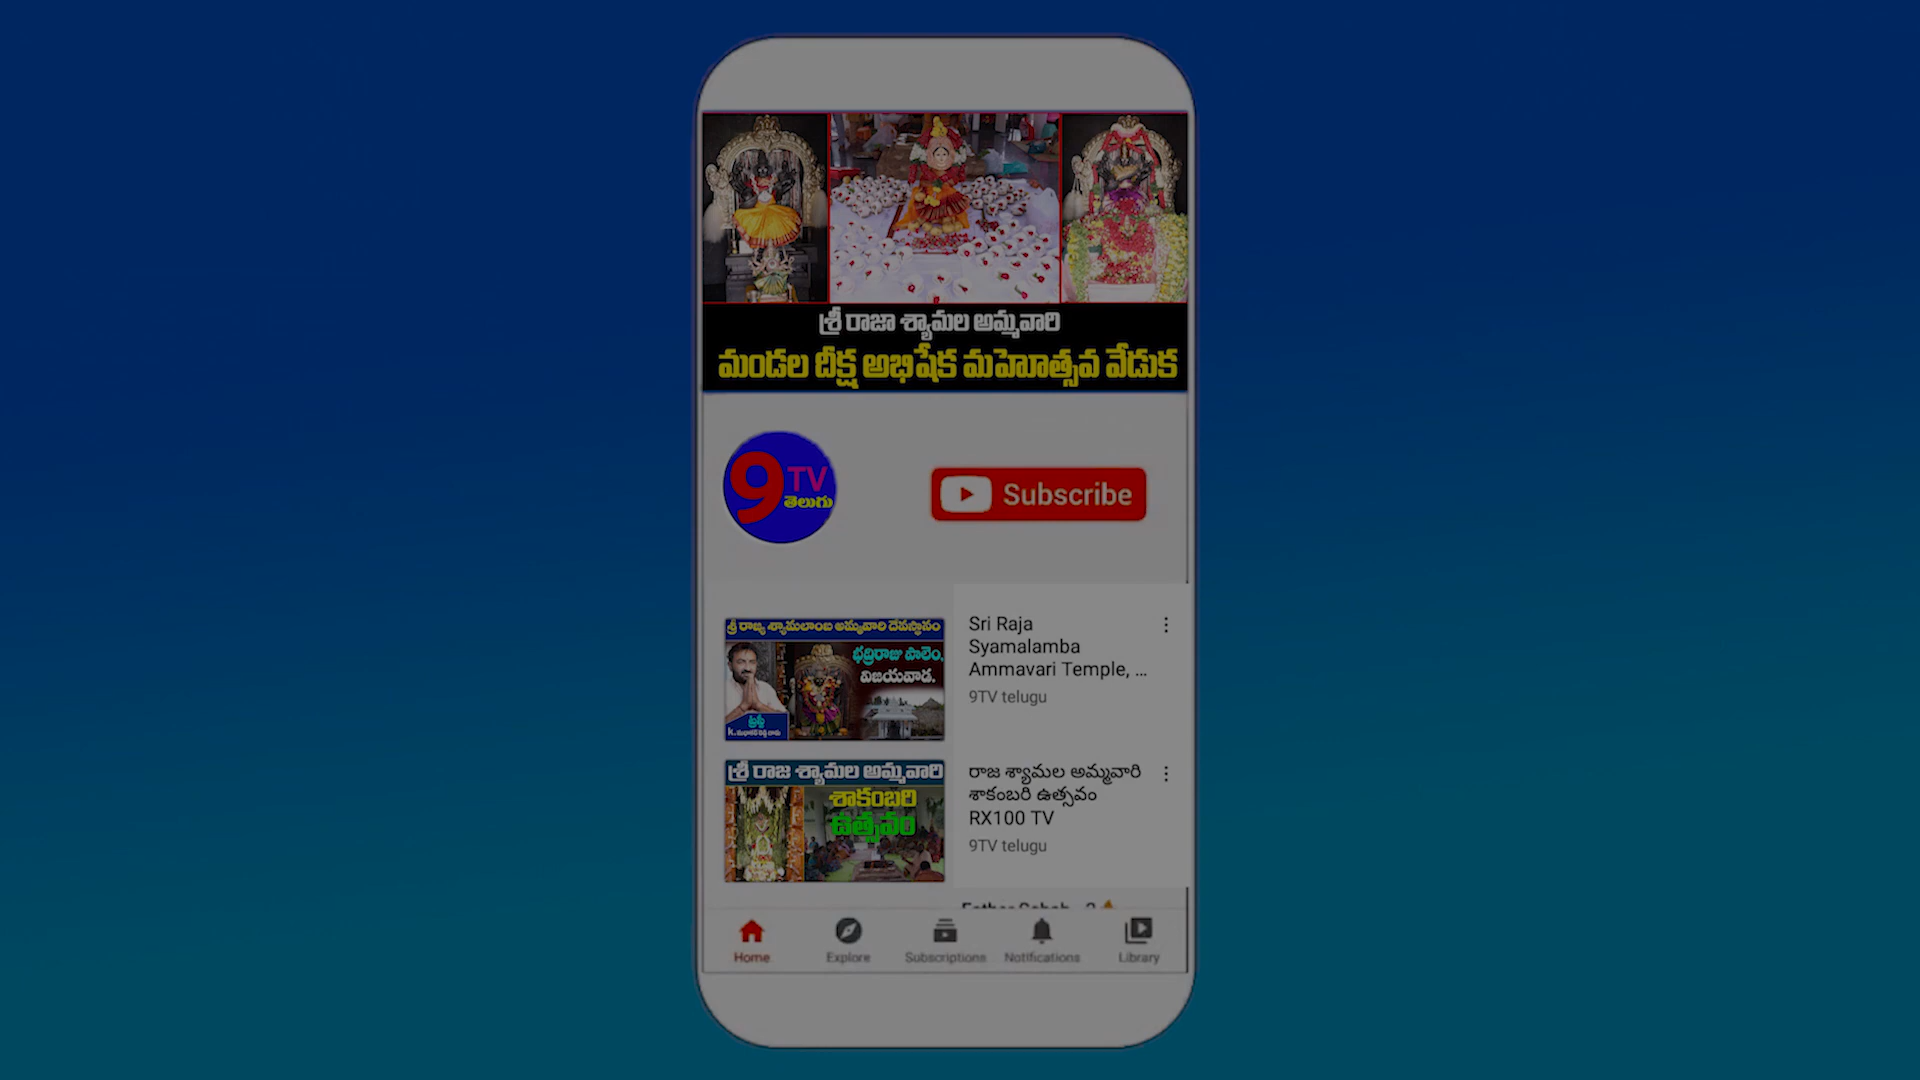 శ్రీ రాజా శ్యామల అమ్మవారి
మండల దీక్ష అభిషేక మహోత్సవ వేడుక
9 TV
తెలుగు
Subscribe
శ్రీ రాజ్య శ్యామలాంబ అమ్మవారి దేవస్థానం
భద్రిరాజు పాలెం,
విజయవాడ.
ట్రస్టీ
Sri Raja
Syamalamba
Ammavari Temple, ...
9TV telugu
శ్రీ రాజ శ్యామల అమ్మవారి
శాకంబరి
ఉత్సవం
రాజ శ్యామల అమ్మవారి
శాకంబరి ఉత్సవం
RX100 TV
9TV telugu
Home
Explore
Subscriptions
Notifications
Library